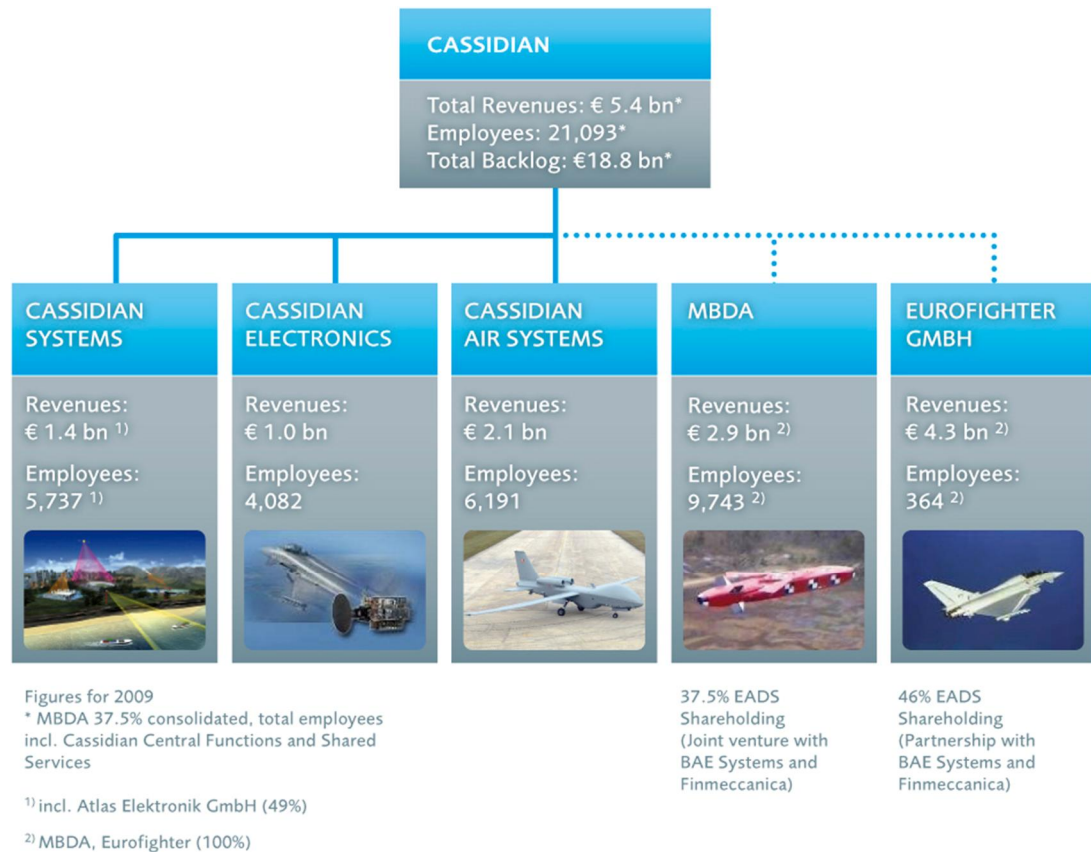 CASSIDIAN
Total Revenues: € 5.4 bn*
Employees: 21,093*
Total Backlog: €18.8 bn*
CASSIDIAN
SYSTEMS
Revenues:
€ 1.4 bn 1)
Employees:
5,737 1)
CASSIDIAN
ELECTRONICS
Revenues:
€ 1.0 bn
Employees:
4,082
CASSIDIAN
AIR SYSTEMS
Revenues:
€ 2.1 bn
Employees:
6,191
MBDA
Revenues:
€ 2.9 bn 2)
Employees:
9,743 2)
EUROFIGHTER
GMBH
Revenues:
€ 4.3 bn 2)
Employees:
364 2)
Figures for 2009
* MBDA 37.5% consolidated, total employees
incl. Cassidian Central Functions and Shared
Services
1) incl. Atlas Elektronik GmbH (49%)
2) MBDA, Eurofighter (100%)
37.5% EADS
Shareholding
(Joint venture with
BAE Systems and
Finmeccanica)
46% EADS
Shareholding
(Partnership with
BAE Systems and
Finmeccanica)